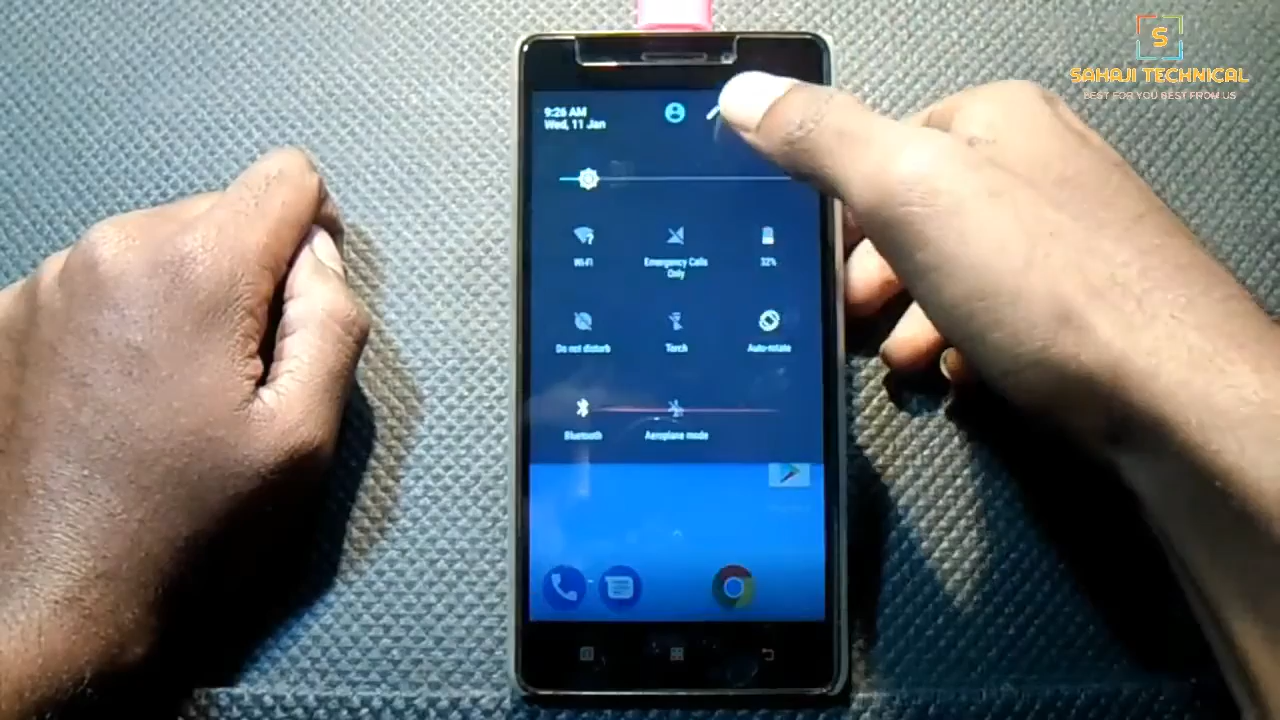 S
SAHAJI TECHNICAL
BEST FOR YOU BEST FROM US
9:26 AM
Wed, 11 Jan
Wi-Fi
Emergency Calls
Only
32%
Do not disturb
Torch
Auto-rotate
Bluetooth
Aeroplane mode